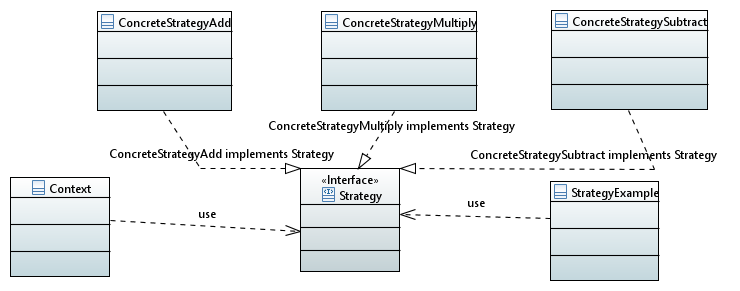 ConcreteStrategyAdd
ConcreteStrategyMultiply
ConcreteStrategySubtract
ConcreteStrategyMultiply implements Strategy
ConcreteStrategyAdd implements Strategy
ConcreteStrategySubtract implements Strategy
«Interface»
Strategy
Context
StrategyExample
use
use